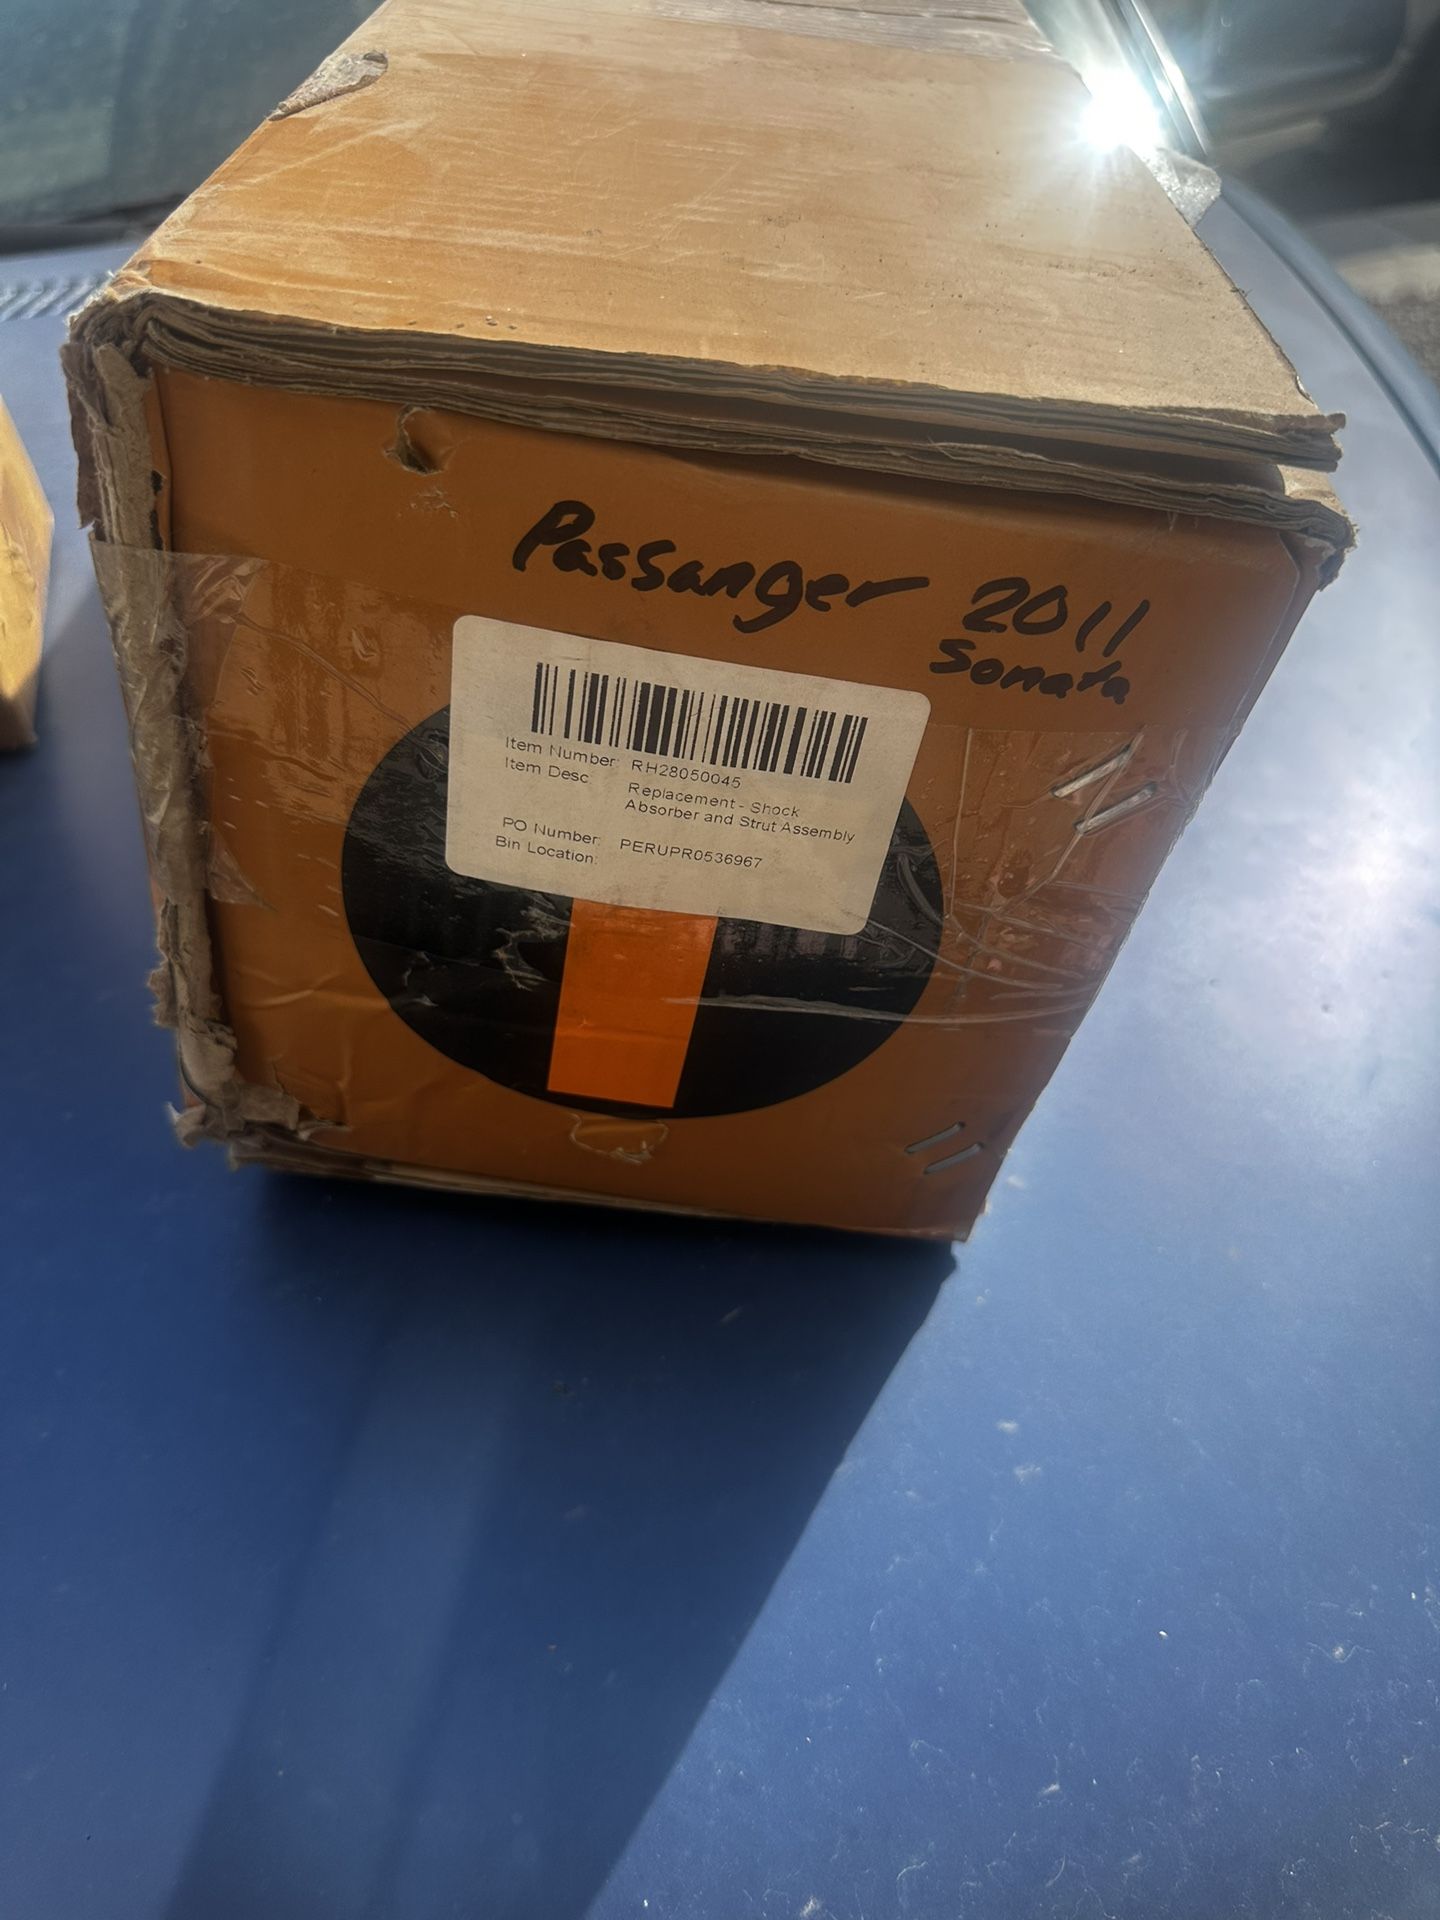 Passanger 2011
Sonata
Item Number: RH28050045
Item Desc: Replacement - Shock
Absorber and Strut Assembly
PO Number: PERUPR0536967
Bin Location: